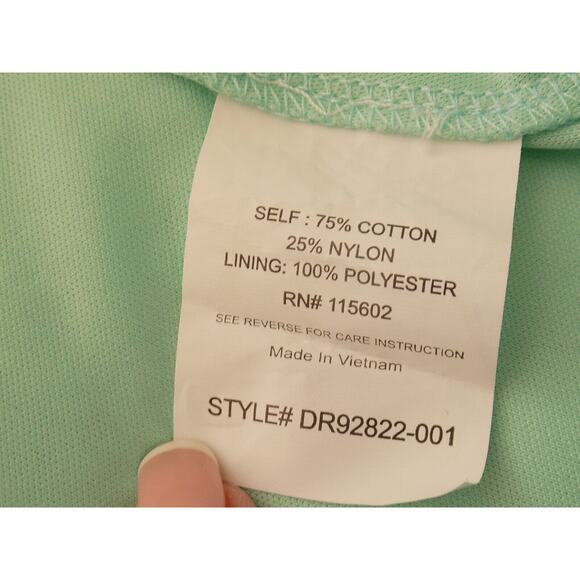 SELF : 75% COTTON
25% NYLON
LINING: 100% POLYESTER
RN# 115602
SEE REVERSE FOR CARE INSTRUCTION
Made In Vietnam
STYLE# DR92822-001